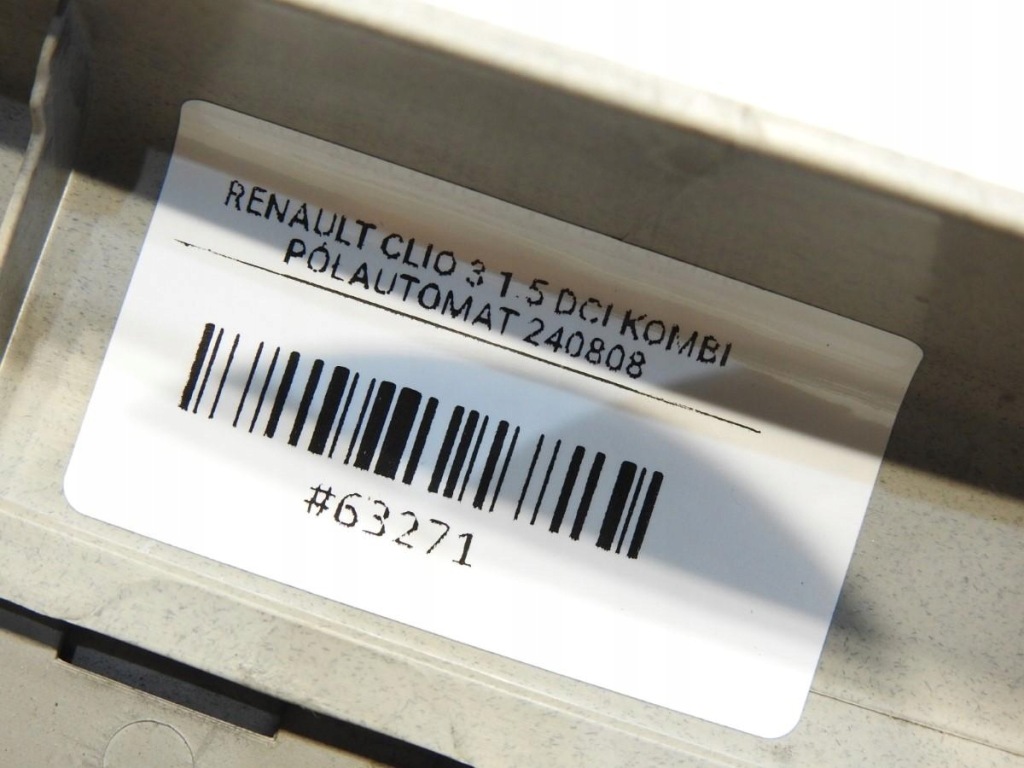 RENAULT CLIO 3 1.5 DCI KOMBI
PÓŁAUTOMAT 240808
#63271